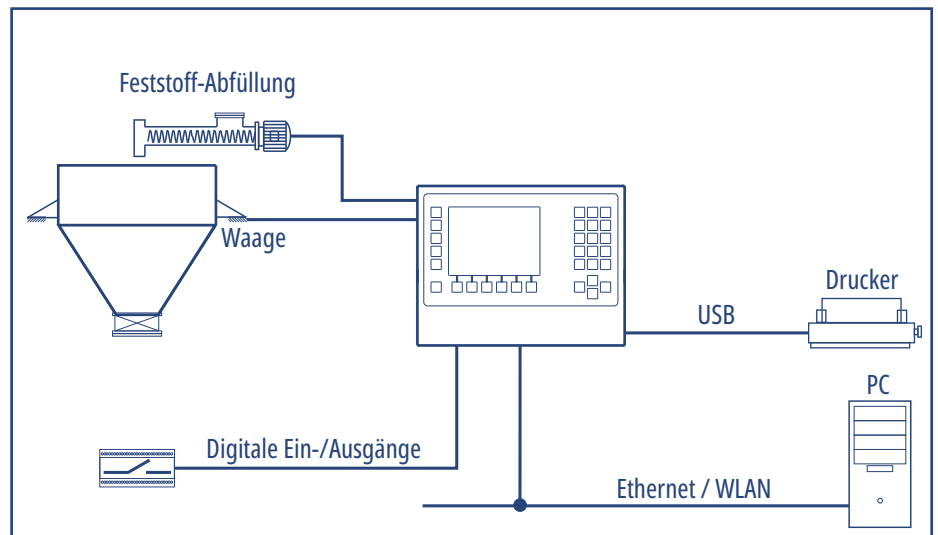 Feststoff-Abfüllung
Waage
Drucker
USB
PC
Digitale Ein-/Ausgänge
Ethernet / WLAN